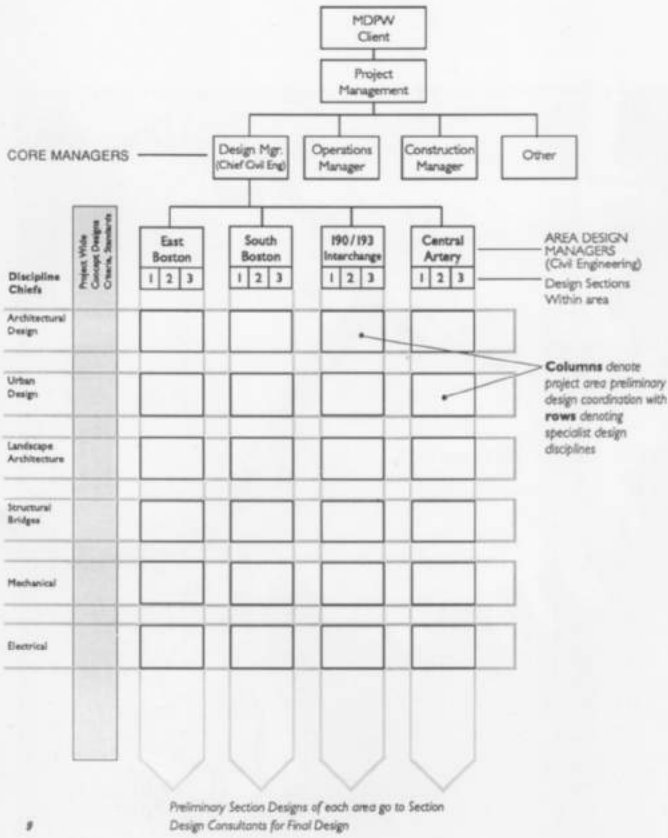 MDPW
Client
Project
Management
CORE MANAGERS
Design Mgr.
(Chief Civil Eng)
Operations
Manager
Construction
Manager
Other
Discipline
Chiefs
Project Wide
Concept Designs
Criteria, Standards
East
Boston
1 2 3
South
Boston
1 2 3
I90/I93
Interchange
1 2 3
Central
Artery
1 2 3
AREA DESIGN
MANAGERS
(Civil Engineering)
Design Sections
Within area
Architectural
Design
Urban
Design
Landscape
Architecture
Structural
Bridges
Mechanical
Electrical
Columns denote
project area preliminary
design coordination with
rows denoting
specialist design
disciplines
Preliminary Section Designs of each area go to Section
Design Consultants for Final Design
9